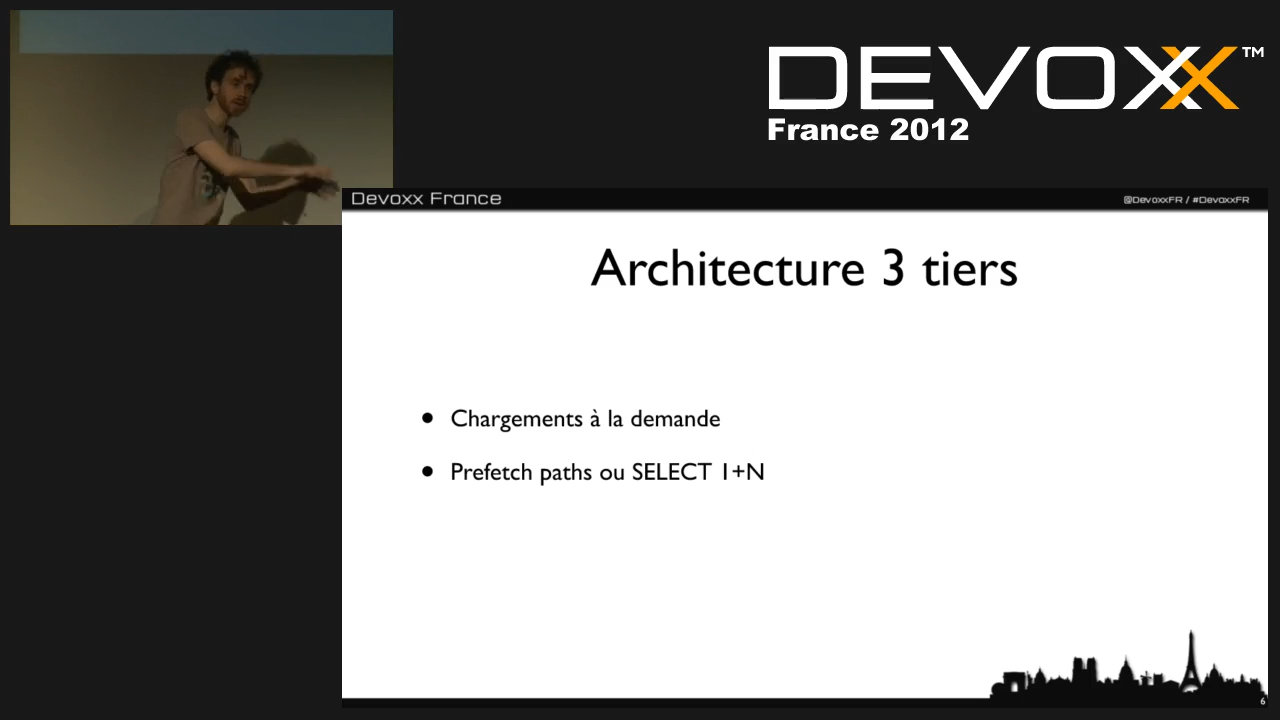 DEVOXX™
France 2012
Devoxx France
@DevoxxFR / #DevoxxFR
Architecture 3 tiers
• Chargements à la demande
• Prefetch paths ou SELECT 1+N
6